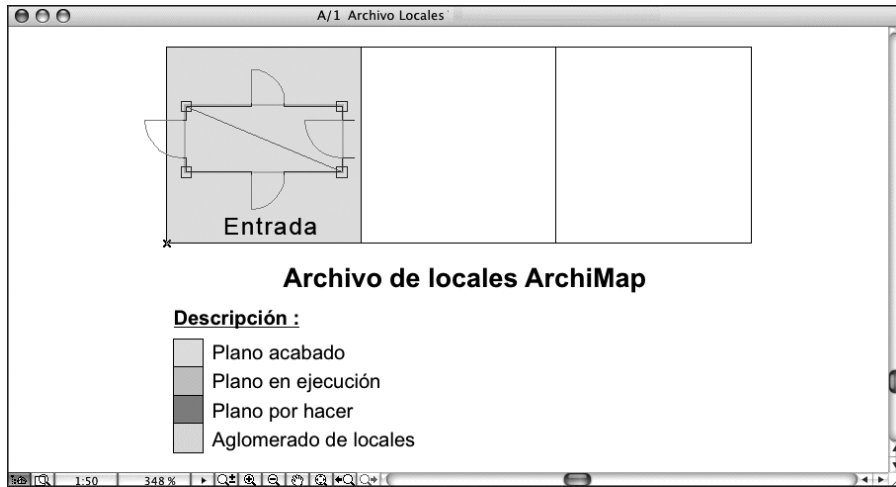 A/1 Archivo Locales
Entrada
Archivo de locales ArchiMap
Descripción :
Plano acabado
Plano en ejecución
Plano por hacer
Aglomerado de locales
1:50 348 %